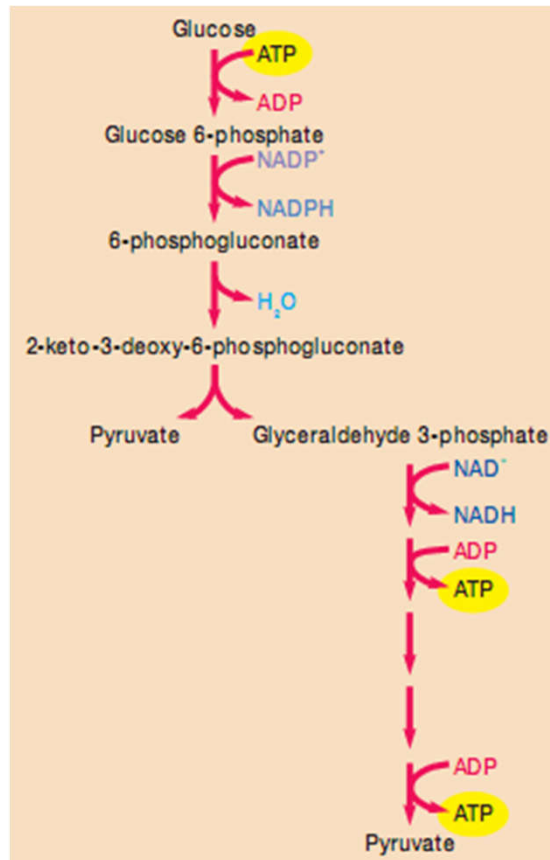 Glucose
ATP
ADP
Glucose 6-phosphate
NADP⁺
NADPH
6-phosphogluconate
H₂O
2-keto-3-deoxy-6-phosphogluconate
Pyruvate
Glyceraldehyde 3-phosphate
NAD⁺
NADH
ADP
ATP
ADP
ATP
Pyruvate